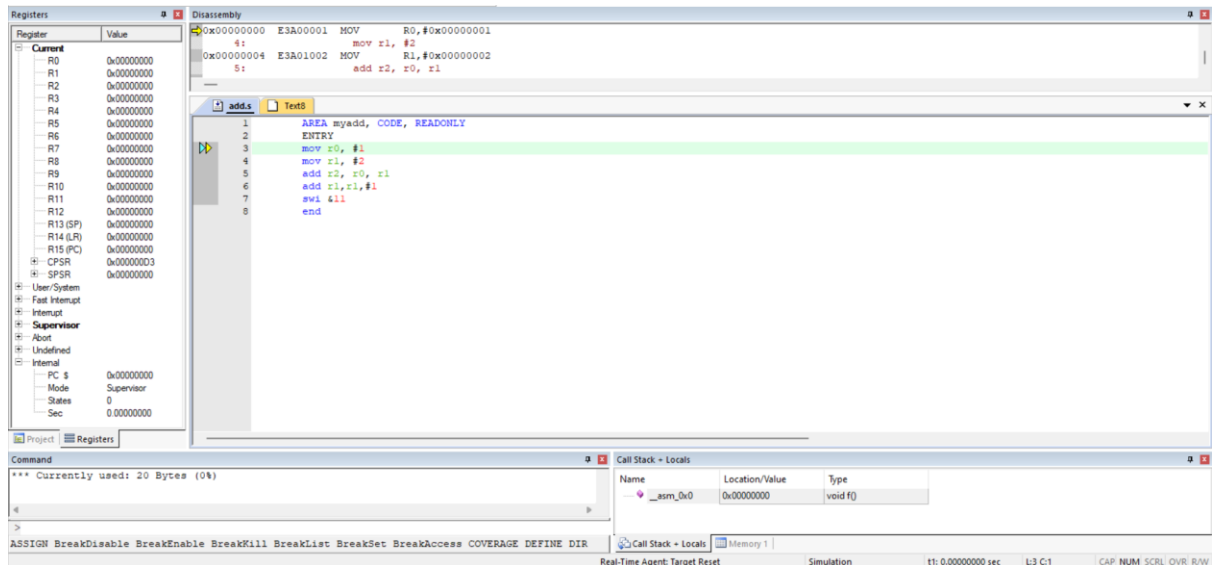 Registers
Register Value
Current
R0 0x00000000
R1 0x00000000
R2 0x00000000
R3 0x00000000
R4 0x00000000
R5 0x00000000
R6 0x00000000
R7 0x00000000
R8 0x00000000
R9 0x00000000
R10 0x00000000
R11 0x00000000
R12 0x00000000
R13 (SP) 0x00000000
R14 (LR) 0x00000000
R15 (PC) 0x00000000
CPSR 0x000000D3
SPSR 0x00000000
User/System
Fast Interrupt
Interrupt
Supervisor
Abort
Undefined
Internal
PC $ 0x00000000
Mode Supervisor
States 0
Sec 0.00000000
Project Registers
Disassembly
0x00000000 E3A00001 MOV R0,#0x00000001
4: mov r1, #2
0x00000004 E3A01002 MOV R1,#0x00000002
5: add r2, r0, r1
add.s Text8
1 AREA myadd, CODE, READONLY
2 ENTRY
3 mov r0, #1
4 mov r1, #2
5 add r2, r0, r1
6 add r1,r1,#1
7 swi &11
8 end
Command
*** Currently used: 20 Bytes (0%)
>
ASSIGN BreakDisable BreakEnable BreakKill BreakList BreakSet BreakAccess COVERAGE DEFINE DIR
Call Stack + Locals
Name Location/Value Type
__asm_0x0 0x00000000 void f()
Call Stack + Locals Memory 1
Real-Time Agent: Target Reset Simulation t1: 0.00000000 sec L:3 C:1 CAP NUM SCRL OVR R/W